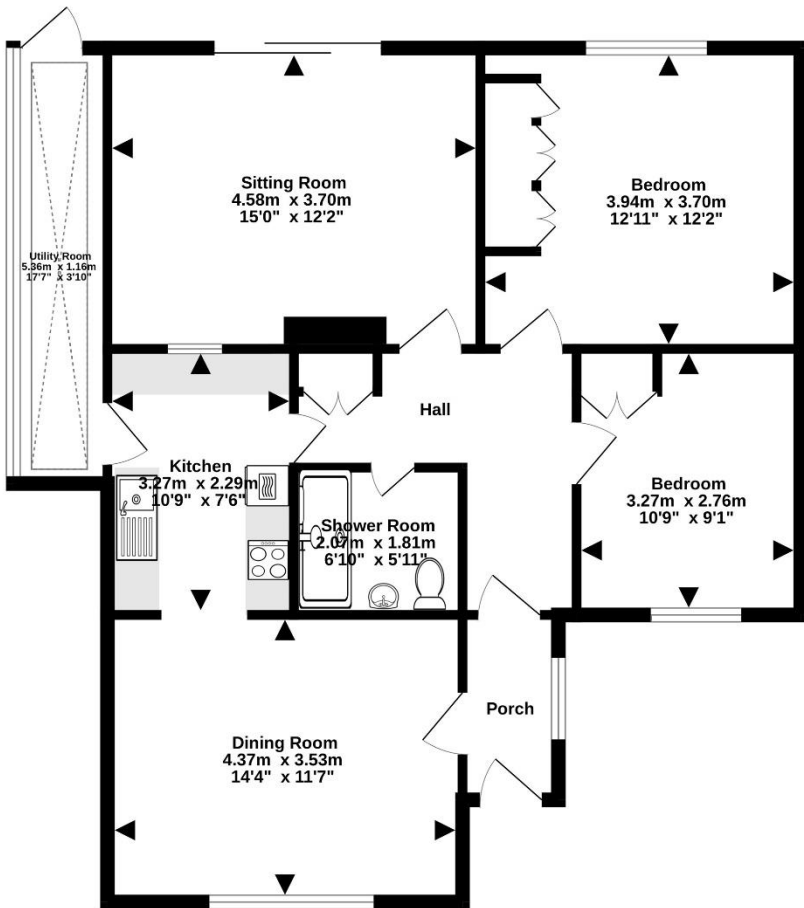 Sitting Room
4.58m x 3.70m
15'0" x 12'2"
Bedroom
3.94m x 3.70m
12'11" x 12'2"
Utility Room
5.36m x 1.16m
17'7" x 3'10"
Hall
Kitchen
3.27m x 2.29m
10'9" x 7'6"
Bedroom
3.27m x 2.76m
10'9" x 9'1"
Shower Room
2.07m x 1.81m
6'10" x 5'11"
Porch
Dining Room
4.37m x 3.53m
14'4" x 11'7"